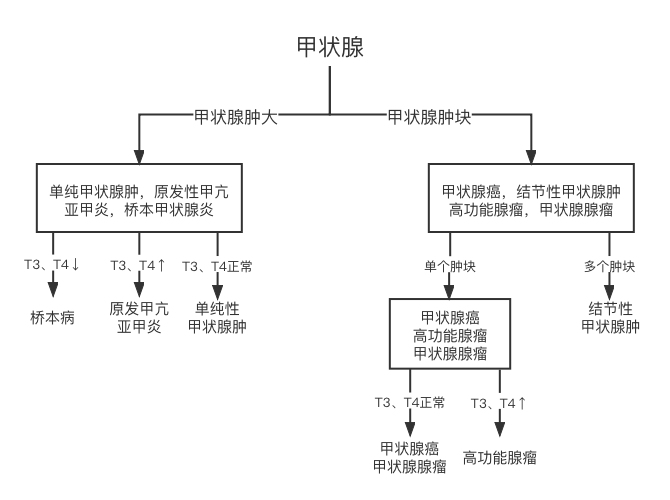 甲状腺
甲状腺肿大
甲状腺肿块
单纯甲状腺肿，原发性甲亢
亚甲炎，桥本甲状腺炎
甲状腺癌，结节性甲状腺肿
高功能腺瘤，甲状腺腺瘤
T3、T4↓
T3、T4↑
T3、T4正常
单个肿块
多个肿块
桥本病
原发甲亢
亚甲炎
单纯性
甲状腺肿
甲状腺癌
高功能腺瘤
甲状腺腺瘤
结节性
甲状腺肿
T3、T4正常
T3、T4↑
甲状腺癌
甲状腺腺瘤
高功能腺瘤